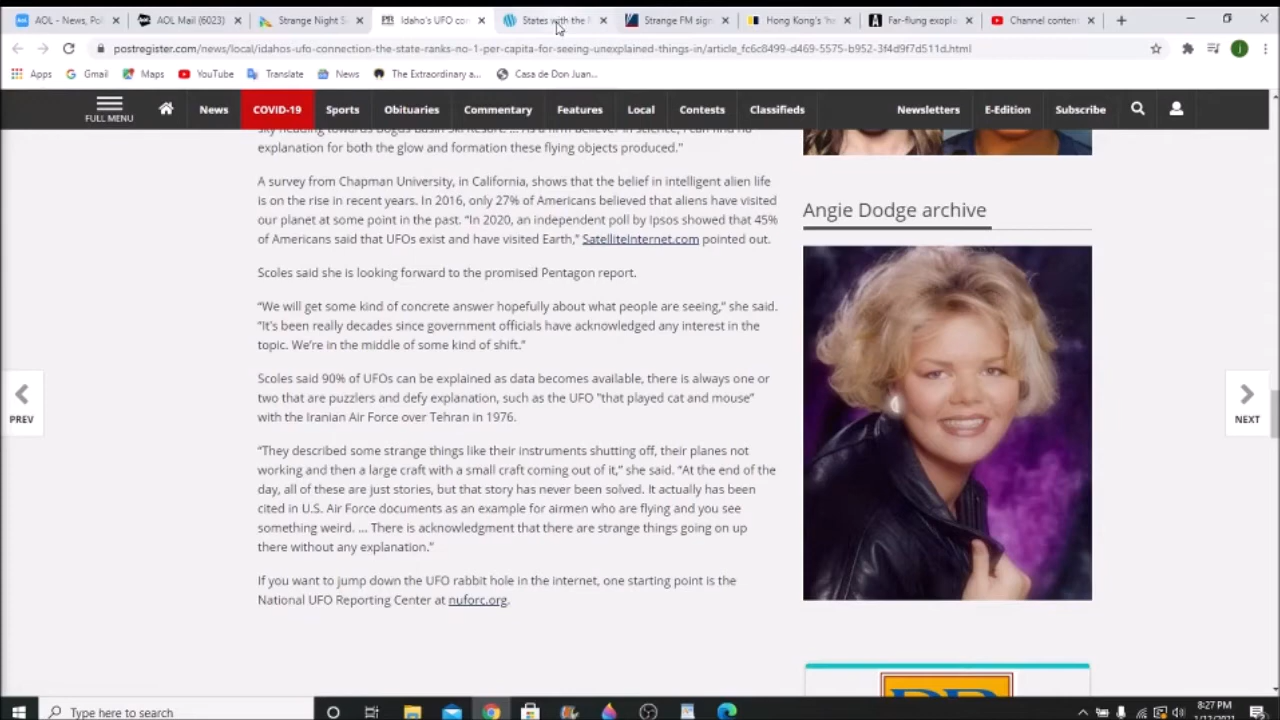 AOL - News, Pol
AOL Mail (6023)
Strange Night S
Idaho's UFO con
States with the
Strange FM sign
Hong Kong's 'ha
Far-flung exopla
Channel content
postregister.com/news/local/idahos-ufo-connection-the-state-ranks-no-1-per-capita-for-seeing-unexplained-things-in/article_fc6c8499-d469-5575-b952-3f4d9f7d511d.html
Apps
Gmail
Maps
YouTube
Translate
News
The Extraordinary a...
Casa de Don Juan...
FULL MENU
News
COVID-19
Sports
Obituaries
Commentary
Features
Local
Contests
Classifieds
Newsletters
E-Edition
Subscribe
sky heading towards Bogus Basin Ski Resort. ... As a firm believer in science, I can find no
explanation for both the glow and formation these flying objects produced."
A survey from Chapman University, in California, shows that the belief in intelligent alien life
is on the rise in recent years. In 2016, only 27% of Americans believed that aliens have visited
our planet at some point in the past. “In 2020, an independent poll by Ipsos showed that 45%
of Americans said that UFOs exist and have visited Earth,” SatelliteInternet.com pointed out.
Scoles said she is looking forward to the promised Pentagon report.
“We will get some kind of concrete answer hopefully about what people are seeing,” she said.
“It’s been really decades since government officials have acknowledged any interest in the
topic. We’re in the middle of some kind of shift.”
Scoles said 90% of UFOs can be explained as data becomes available, there is always one or
two that are puzzlers and defy explanation, such as the UFO "that played cat and mouse”
with the Iranian Air Force over Tehran in 1976.
“They described some strange things like their instruments shutting off, their planes not
working and then a large craft with a small craft coming out of it,” she said. “At the end of the
day, all of these are just stories, but that story has never been solved. It actually has been
cited in U.S. Air Force documents as an example for airmen who are flying and you see
something weird. ... There is acknowledgment that there are strange things going on up
there without any explanation.”
If you want to jump down the UFO rabbit hole in the internet, one starting point is the
National UFO Reporting Center at nuforc.org.
Angie Dodge archive
PREV
NEXT
Type here to search
8:27 PM